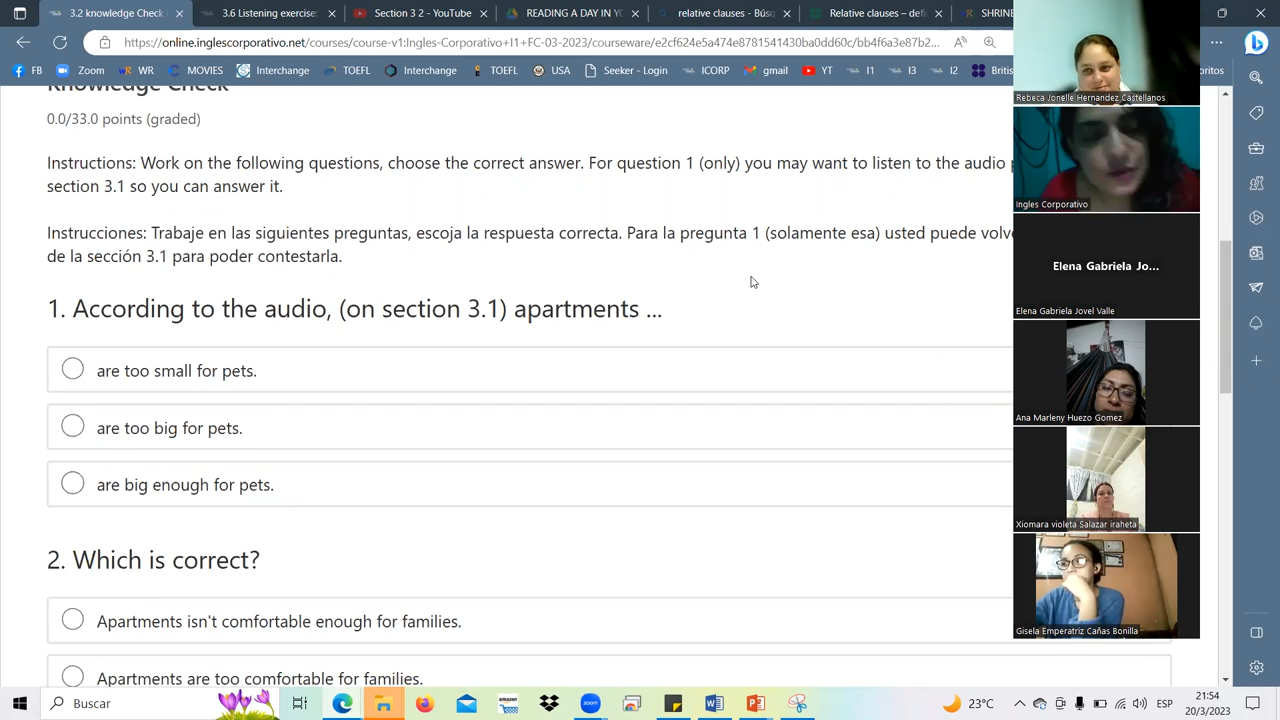 3.2 Knowledge Check
3.6 Listening exercis
Section 3 2 - YouTube
READING A DAY IN YO
relative clauses - Búsq
Relative clauses – defi
SHRINE
https://online.inglescorporativo.net/courses/course-v1:Ingles-Corporativo+I1+FC-03-2023/courseware/e2cf624e5a474e8781541430ba0dd60c/bb4f6a3e87b2...
FB
Zoom
WR
MOVIES
Interchange
TOEFL
Interchange
TOEFL
USA
Seeker - Login
ICORP
gmail
YT
I1
I3
I2
Britis
oritos
Knowledge Check
0.0/33.0 points (graded)
Instructions: Work on the following questions, choose the correct answer. For question 1 (only) you may want to listen to the audio
section 3.1 so you can answer it.
Instrucciones: Trabaje en las siguientes preguntas, escoja la respuesta correcta. Para la pregunta 1 (solamente esa) usted puede volve
de la sección 3.1 para poder contestarla.
1. According to the audio, (on section 3.1) apartments ...
are too small for pets.
are too big for pets.
are big enough for pets.
2. Which is correct?
Apartments isn't comfortable enough for families.
Apartments are too comfortable for families.
Rebeca Jonelle Hernandez Castellanos
Ingles Corporativo
Elena Gabriela Jo...
Elena Gabriela Jovel Valle
Ana Marleny Huezo Gomez
Xiomara violeta Salazar iraheta
Gisela Emperatriz Cañas Bonilla
Buscar
23°C
ESP
21:54
20/3/2023